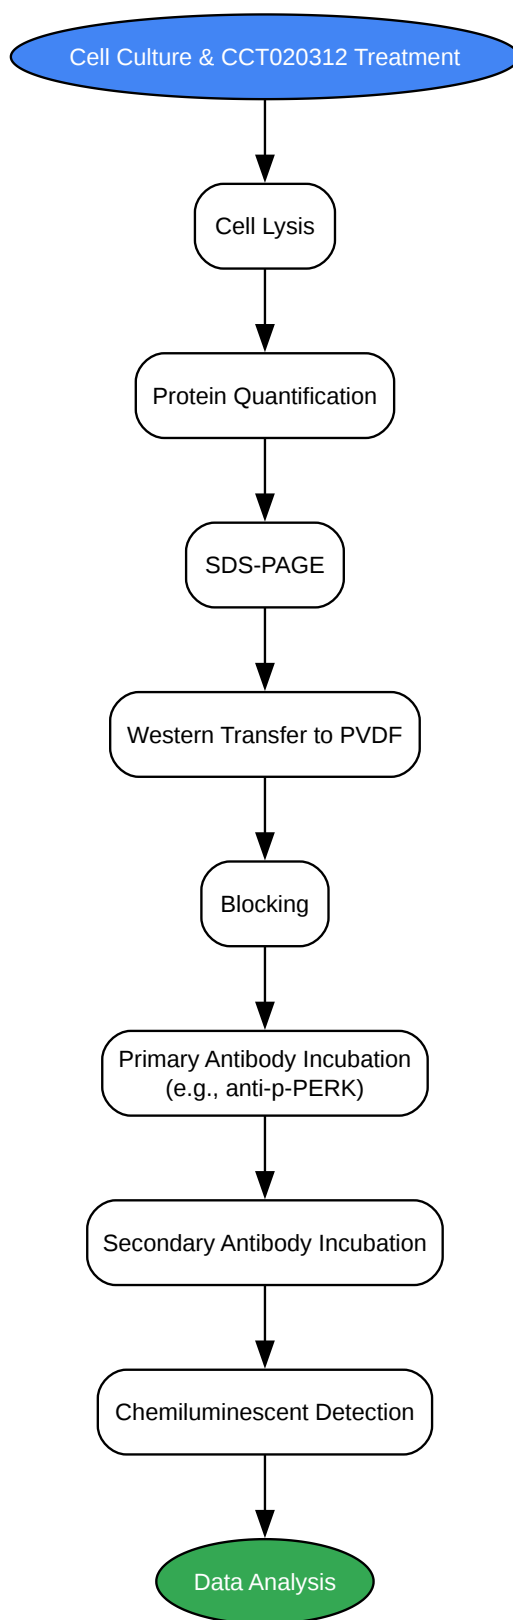 Cell Culture & CCT020312 Treatment
Cell Lysis
Protein Quantification
SDS-PAGE
Western Transfer to PVDF
Blocking
Primary Antibody Incubation
(e.g., anti-p-PERK)
Secondary Antibody Incubation
Chemiluminescent Detection
Data Analysis